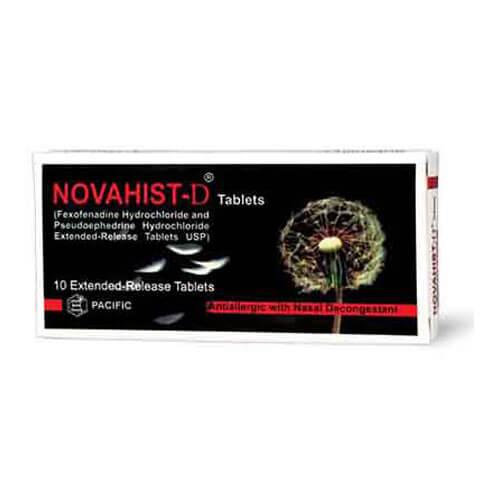 NOVAHIST-D® Tablets
(Fexofenadine Hydrochloride and
Pseudoephedrine Hydrochloride
Extended-Release Tablets USP)
10 Extended-Release Tablets
PACIFIC
Antiallergic with Nasal Decongestant
NOVAHIST-D